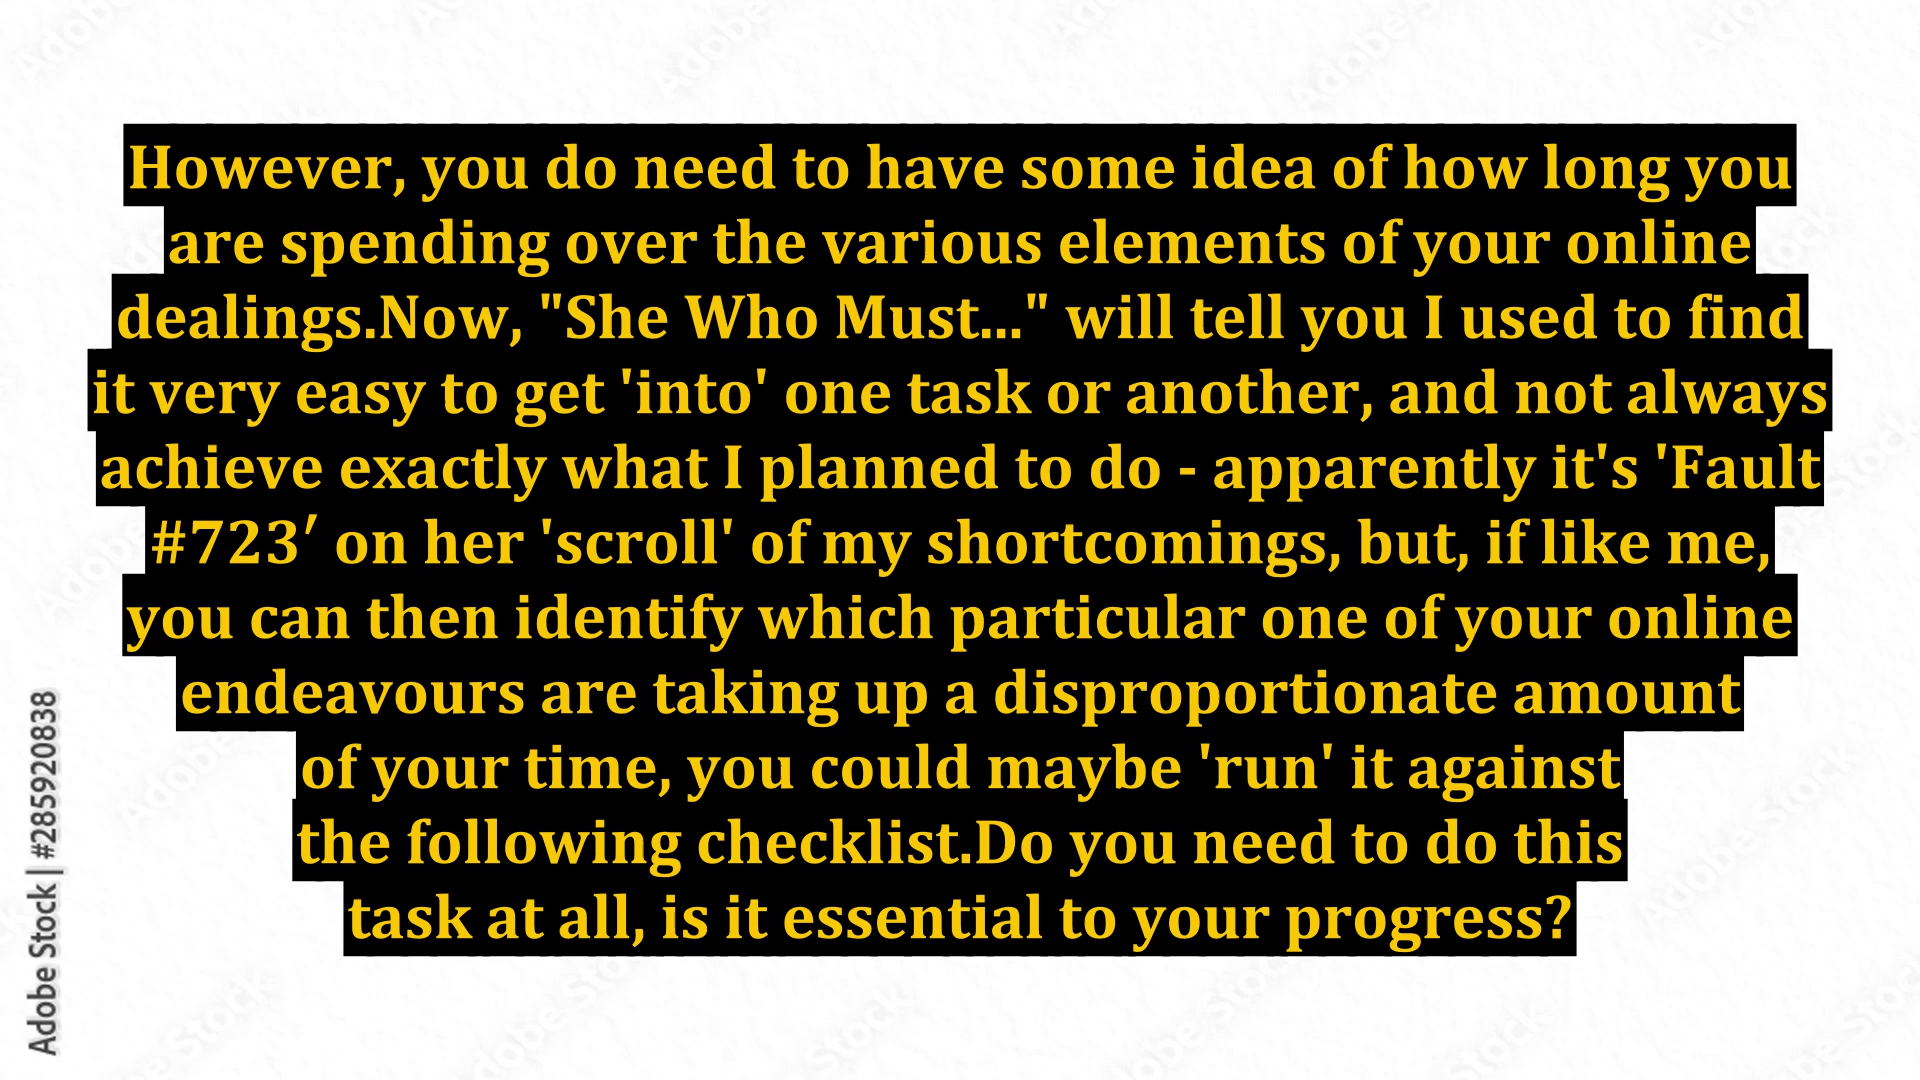 However, you do need to have some idea of how long you
are spending over the various elements of your online
dealings.Now, "She Who Must..." will tell you I used to find
it very easy to get 'into' one task or another, and not always
achieve exactly what I planned to do - apparently it's 'Fault
#723′ on her 'scroll' of my shortcomings, but, if like me,
you can then identify which particular one of your online
endeavours are taking up a disproportionate amount
of your time, you could maybe 'run' it against
the following checklist.Do you need to do this
task at all, is it essential to your progress?
Adobe Stock | #285920838